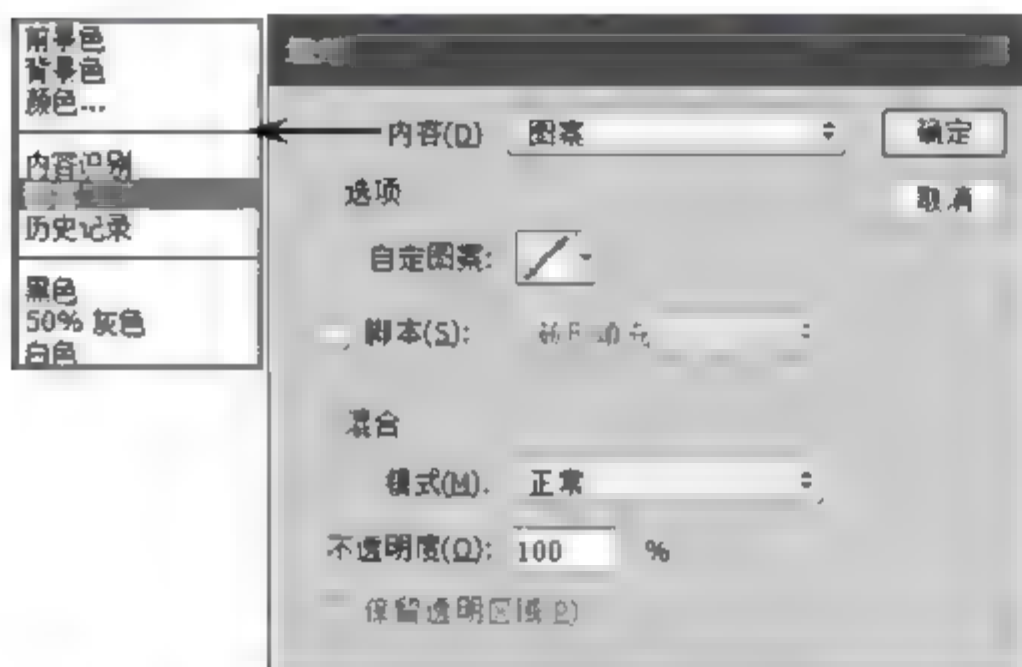 前景色
背景色
颜色...
内容识别
历史记录
黑色
50% 灰色
白色
内容(D) 图案
确定
选项
取消
自定图案:
脚本(S):
混合
模式(M): 正常
不透明度(O): 100 %
保留透明区域(P)